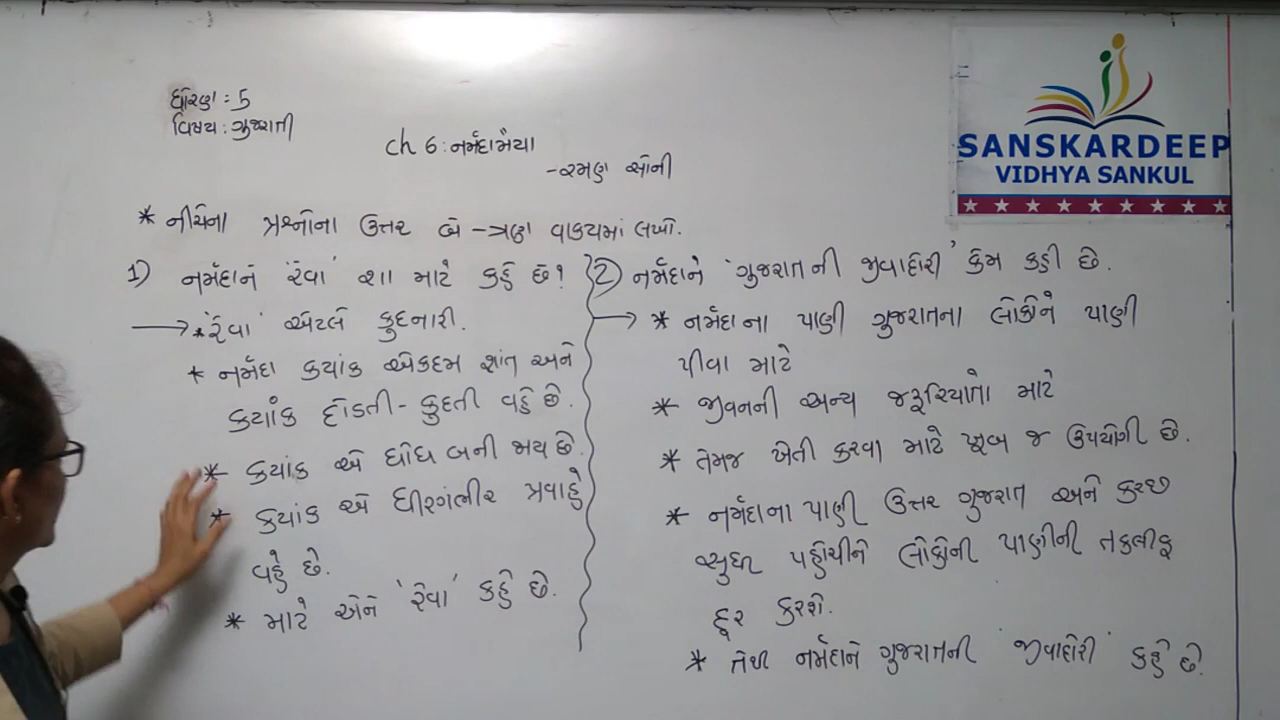 ધોરણ : 5
વિષય : ગુજરાતી
ch 6 : નર્મદામૈયા
- રમણ સોની
SANSKARDEEP
VIDHYA SANKUL
* નીચેના પ્રશ્નોના ઉત્તર બે - ત્રણ વાક્યમાં લખો.
1) નર્મદાને 'રેવા' શા માટે કહે છે?
→ * 'રેવા' એટલે કુદનારી.
* નર્મદા ક્યાંક એકદમ શાંત અને
ક્યાંક દોડતી - કુદતી વહે છે.
* ક્યાંક એ ધોધ બની જાય છે.
* ક્યાંક એ ધીરગંભીર પ્રવાહે
વહે છે.
* માટે એને 'રેવા' કહે છે.
2) નર્મદાને 'ગુજરાતની જીવાદોરી' કેમ કહી છે.
→ * નર્મદાના પાણી ગુજરાતના લોકોને પાણી
પીવા માટે
* જીવનની અન્ય જરૂરિયાતો માટે
* તેમજ ખેતી કરવા માટે ખૂબ જ ઉપયોગી છે.
* નર્મદાના પાણી ઉત્તર ગુજરાત અને કચ્છ
સુધી પહોંચીને લોકોની પાણીની તકલીફ
દૂર કરશે.
* તેથી નર્મદાને ગુજરાતની 'જીવાદોરી' કહે છે.